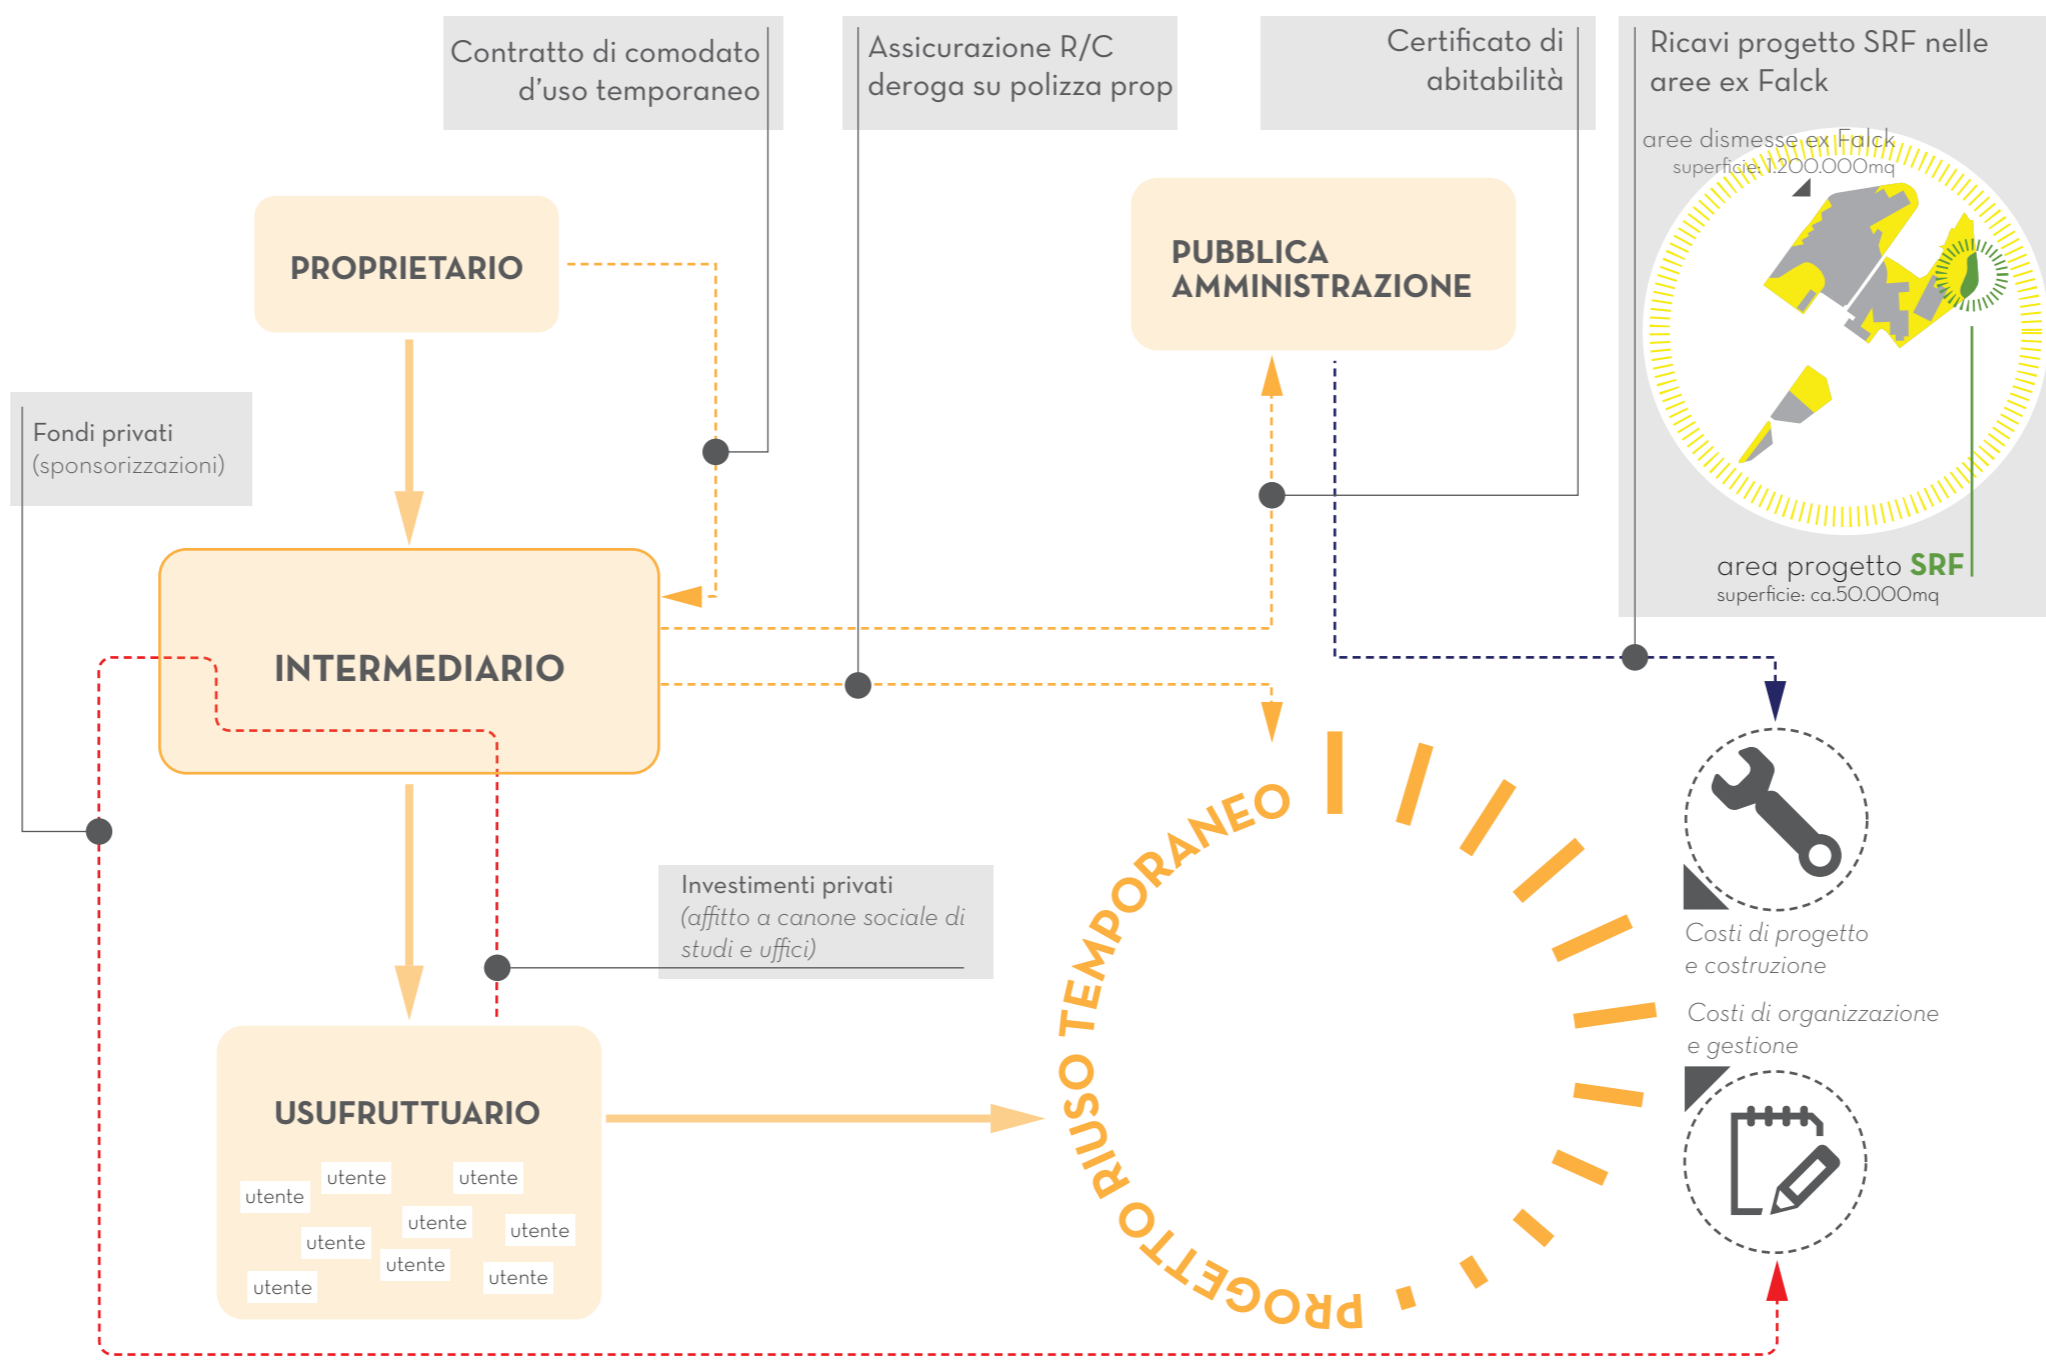 Contratto di comodato
d'uso temporaneo
Assicurazione R/C
deroga su polizza prop
Certificato di
abitabilità
Ricavi progetto SRF nelle
aree ex Falck
aree dismesse ex Falck
superficie: 1.200.000mq
PROPRIETARIO
PUBBLICA
AMMINISTRAZIONE
Fondi privati
(sponsorizzazioni)
area progetto SRF
superficie: ca.50.000mq
INTERMEDIARIO
Investimenti privati
(affitto a canone sociale di
studi e uffici)
PROGETTO RIUSO TEMPORANEO
Costi di progetto
e costruzione
Costi di organizzazione
e gestione
USUFRUTTUARIO
utente
utente
utente
utente
utente
utente
utente
utente
utente